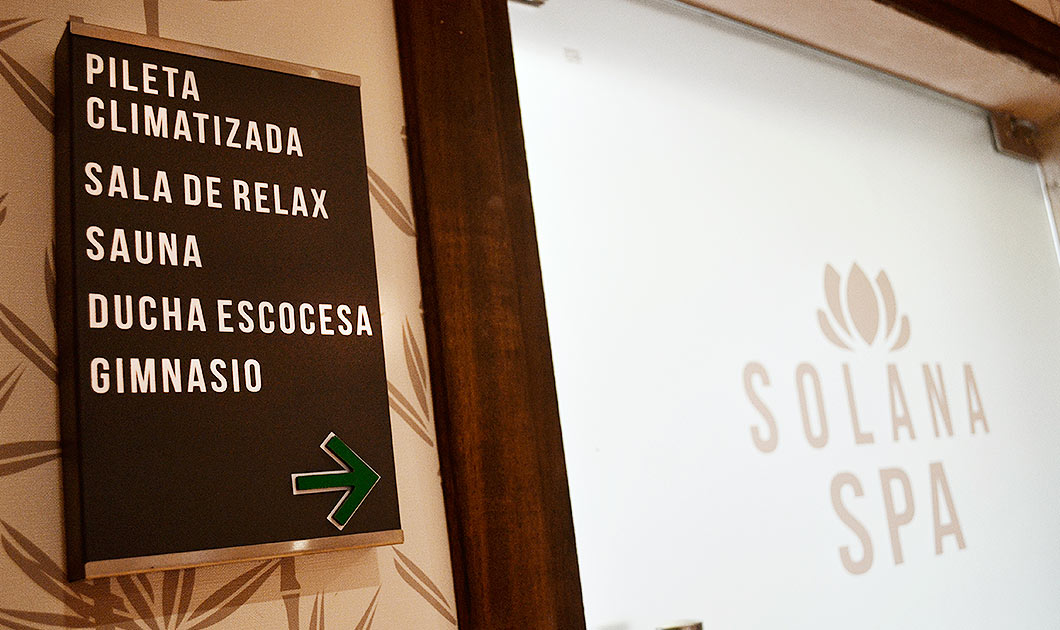 PILETA
CLIMATIZADA
SALA DE RELAX
SAUNA
DUCHA ESCOCESA
GIMNASIO
SOLANA
SPA